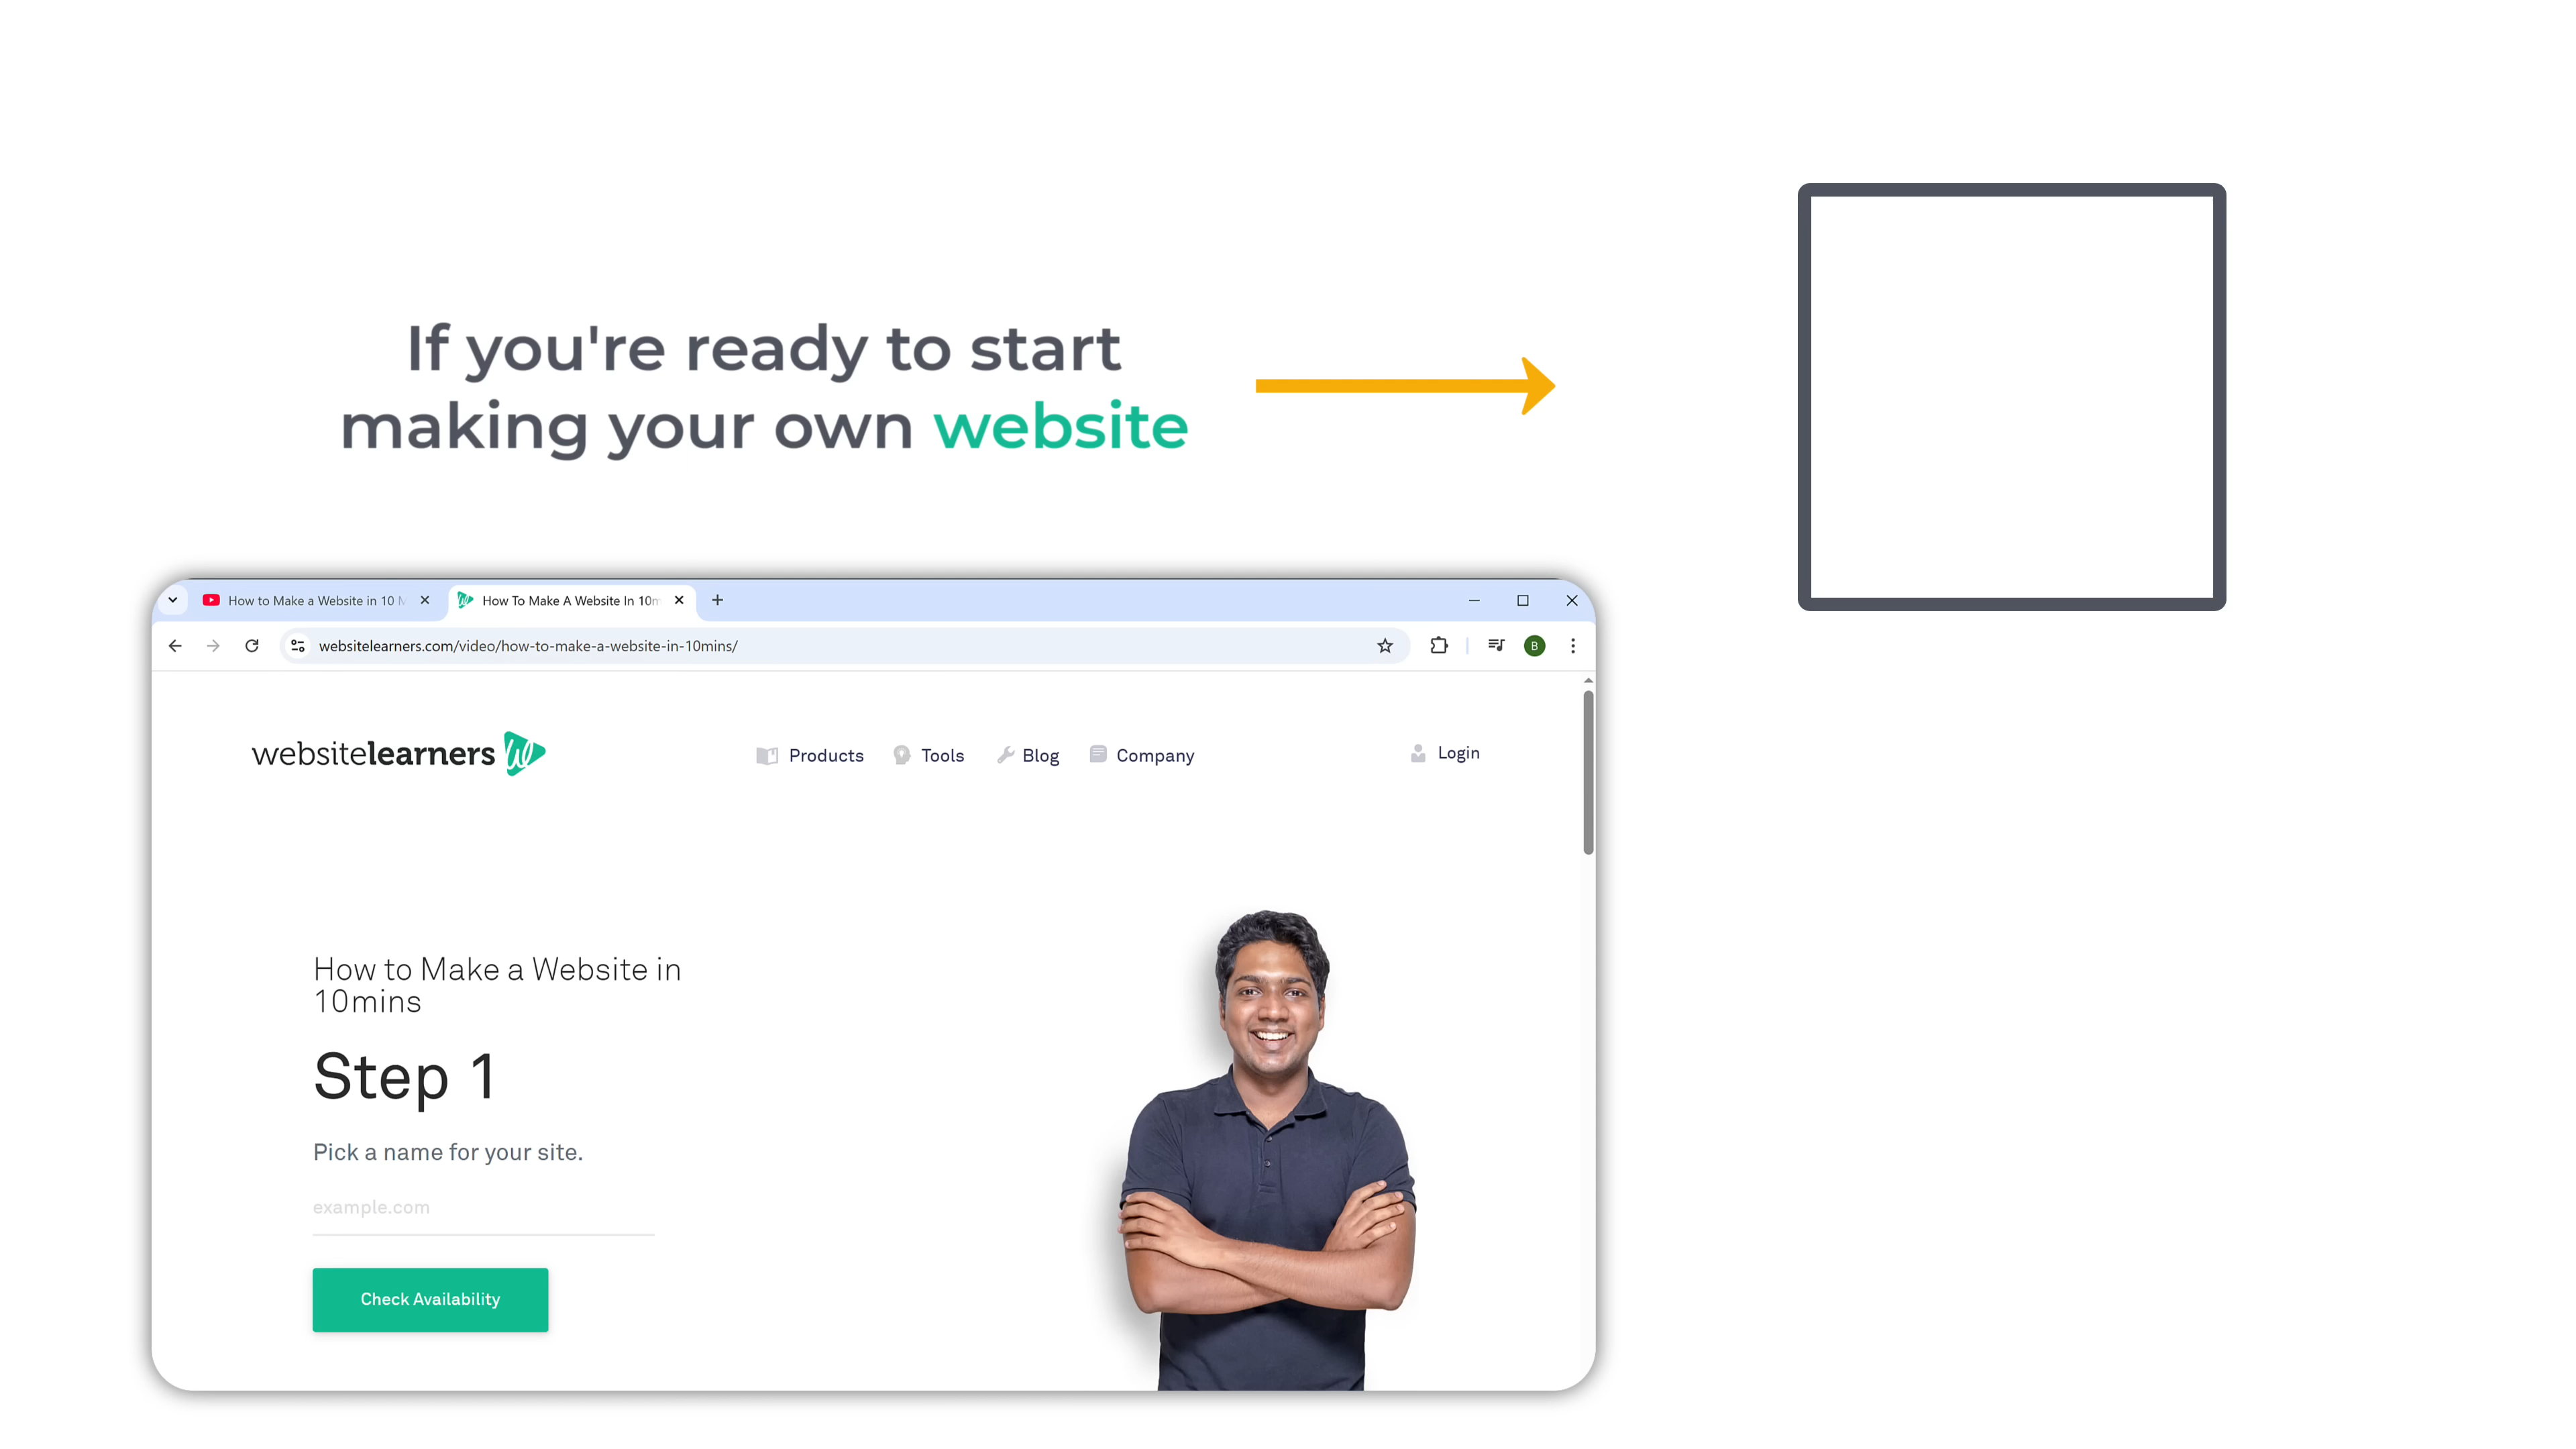 If you're ready to start
making your own website
How to Make a Website in 10 M
How To Make A Website In 10m
websitelearners.com/video/how-to-make-a-website-in-10mins/
B
websitelearners
Products Tools Blog Company Login
How to Make a Website in
10mins
Step 1
Pick a name for your site.
example.com
Check Availability